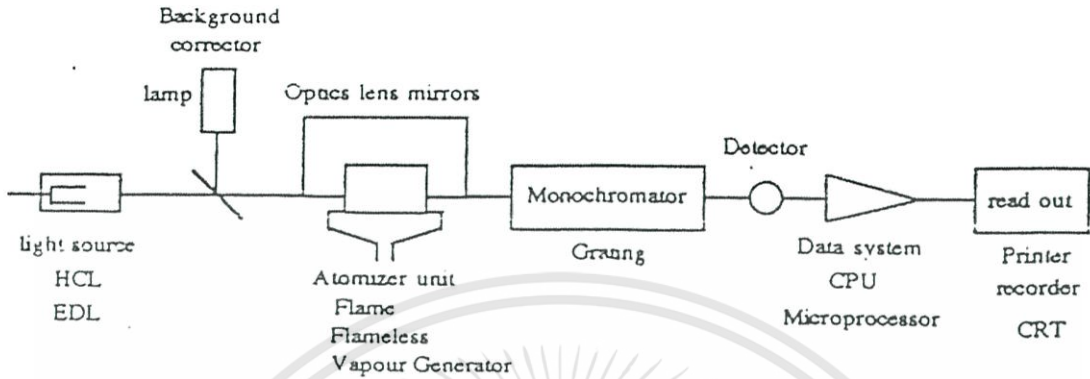 Background
corrector
lamp
Optics lens mirrors
Detector
Monochromator
read out
light source
HCL
EDL
Atomizer unit
Flame
Flameless
Vapour Generator
Grating
Data system
CPU
Microprocessor
Printer
recorder
CRT